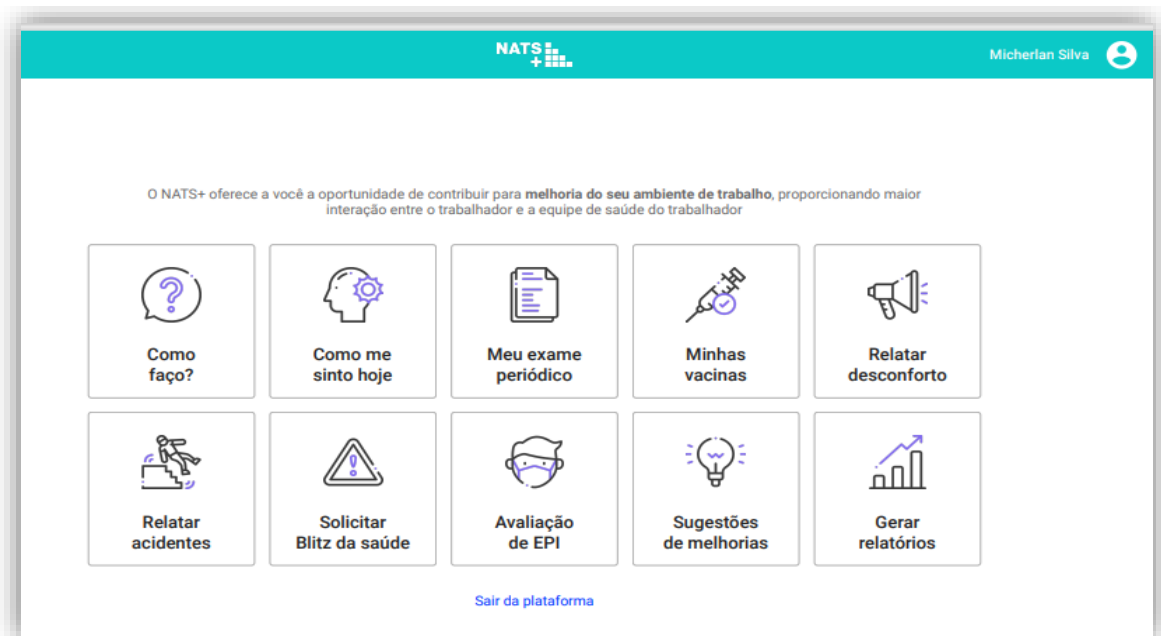 NATS
+
Micherlan Silva
O NATS+ oferece a você a oportunidade de contribuir para melhoria do seu ambiente de trabalho, proporcionando maior
interação entre o trabalhador e a equipe de saúde do trabalhador
Como
faço?
Como me
sinto hoje
Meu exame
periódico
Minhas
vacinas
Relatar
desconforto
Relatar
acidentes
Solicitar
Blitz da saúde
Avaliação
de EPI
Sugestões
de melhorias
Gerar
relatórios
Sair da plataforma